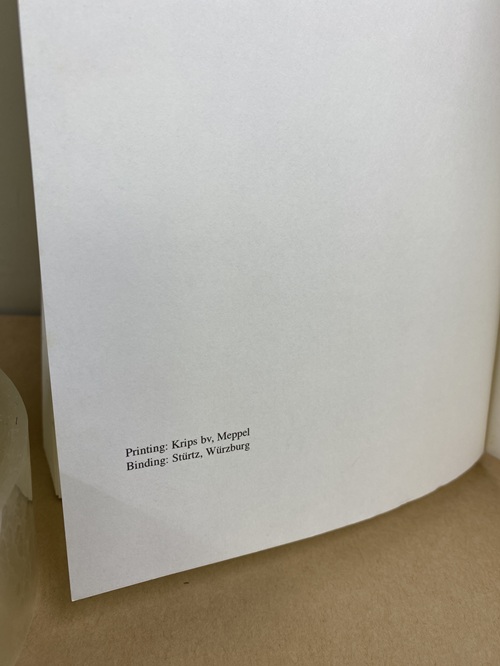 Printing: Krips bv, Meppel
Binding: Stürtz, Würzburg